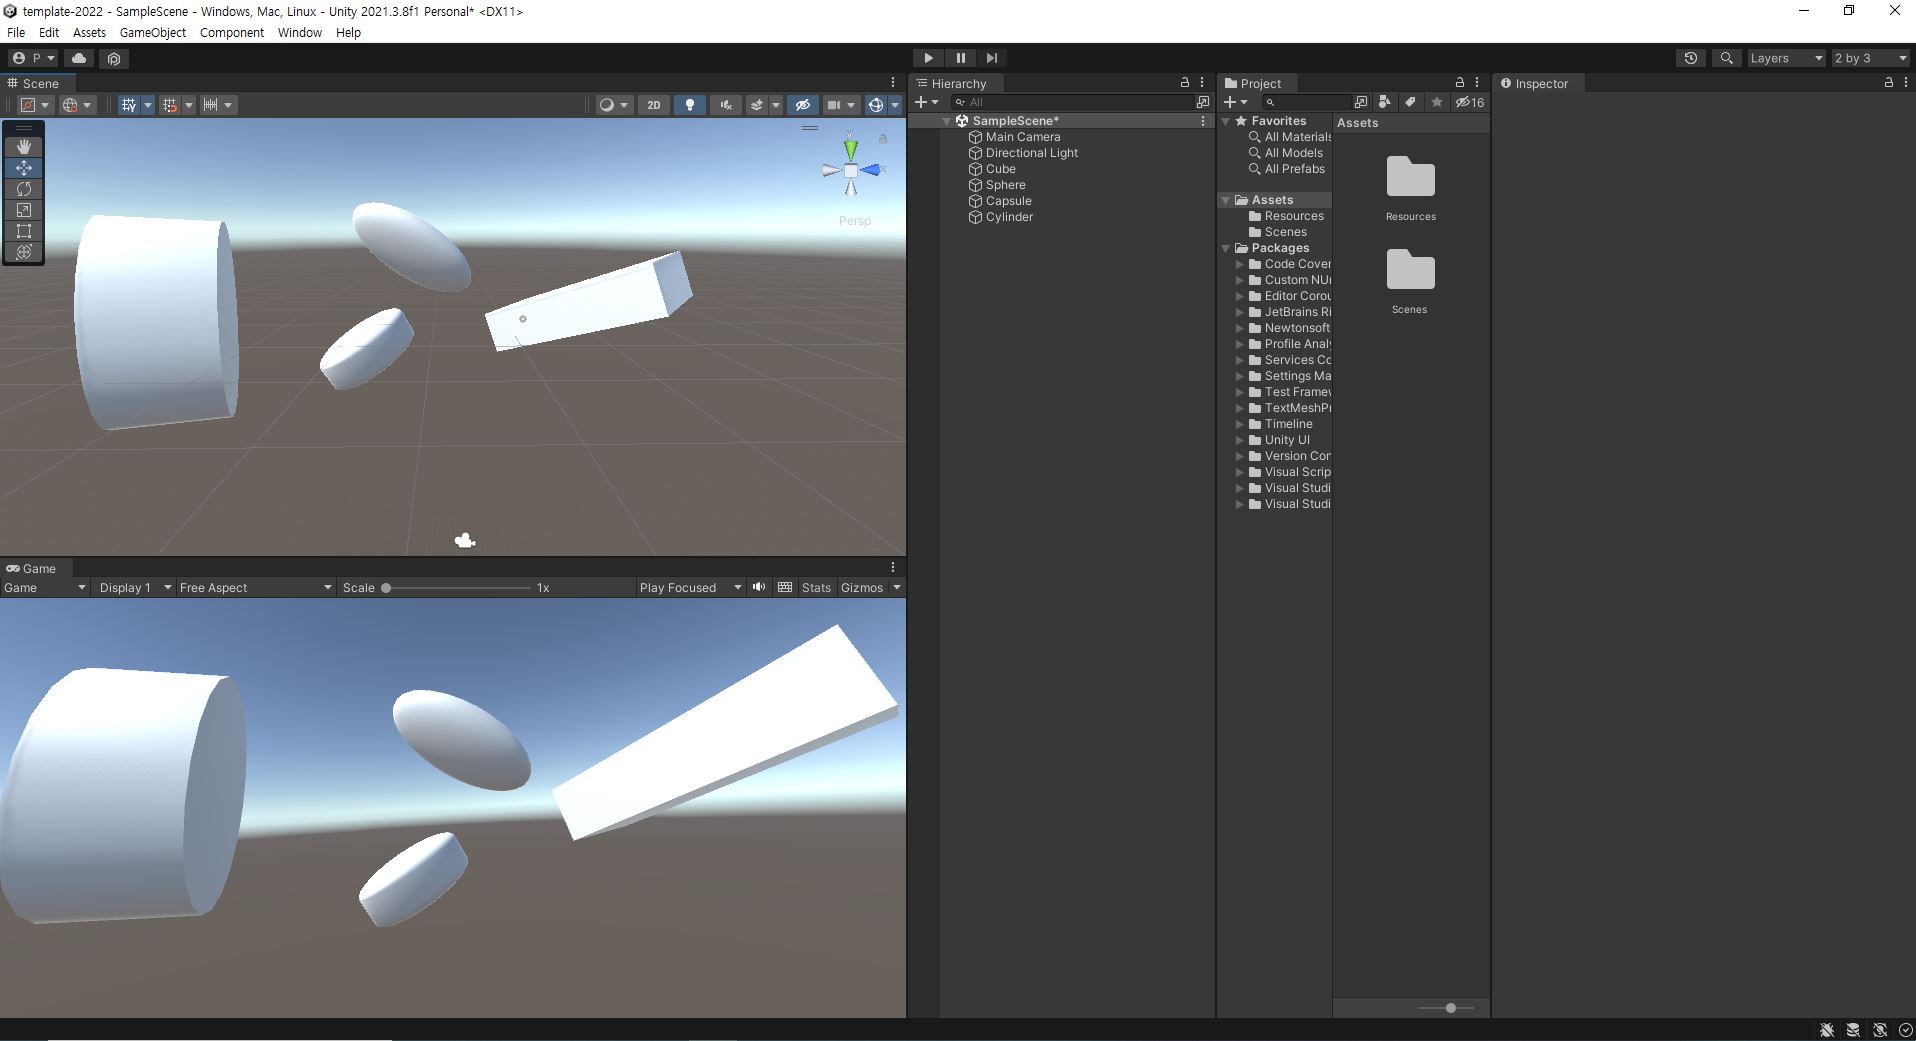 template-2022 - SampleScene - Windows, Mac, Linux - Unity 2021.3.8f1 Personal* <DX11>
File Edit Assets GameObject Component Window Help
P
Layers
2 by 3
Scene
2D
y
Persp
Game
Game
Display 1
Free Aspect
Scale
1x
Play Focused
Stats
Gizmos
Hierarchy
All
SampleScene*
Main Camera
Directional Light
Cube
Sphere
Capsule
Cylinder
Project
16
Favorites
All Materials
All Models
All Prefabs
Assets
Resources
Scenes
Packages
Code Cover
Custom NU
Editor Corou
JetBrains Ri
Newtonsoft
Profile Anal
Services Co
Settings Ma
Test Framew
TextMeshPr
Timeline
Unity UI
Version Con
Visual Scrip
Visual Studi
Visual Studi
Assets
Resources
Scenes
Inspector